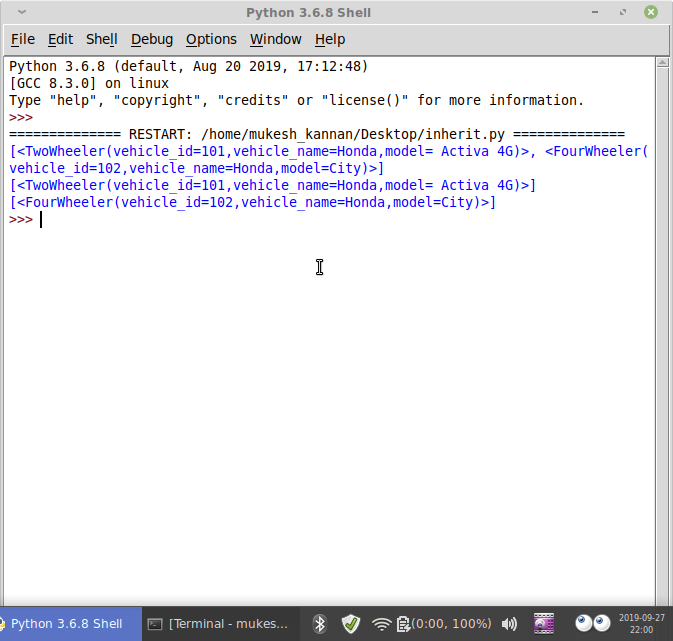 Python 3.6.8 Shell
File Edit Shell Debug Options Window Help
Python 3.6.8 (default, Aug 20 2019, 17:12:48)
[GCC 8.3.0] on linux
Type "help", "copyright", "credits" or "license()" for more information.
>>>
============== RESTART: /home/mukesh_kannan/Desktop/inherit.py ==============
[<TwoWheeler(vehicle_id=101,vehicle_name=Honda,model= Activa 4G)>, <FourWheeler(
vehicle_id=102,vehicle_name=Honda,model=City)>]
[<TwoWheeler(vehicle_id=101,vehicle_name=Honda,model= Activa 4G)>]
[<FourWheeler(vehicle_id=102,vehicle_name=Honda,model=City)>]
>>>
Python 3.6.8 Shell [Terminal - mukes... (0:00, 100%) 2019-09-27
22:00